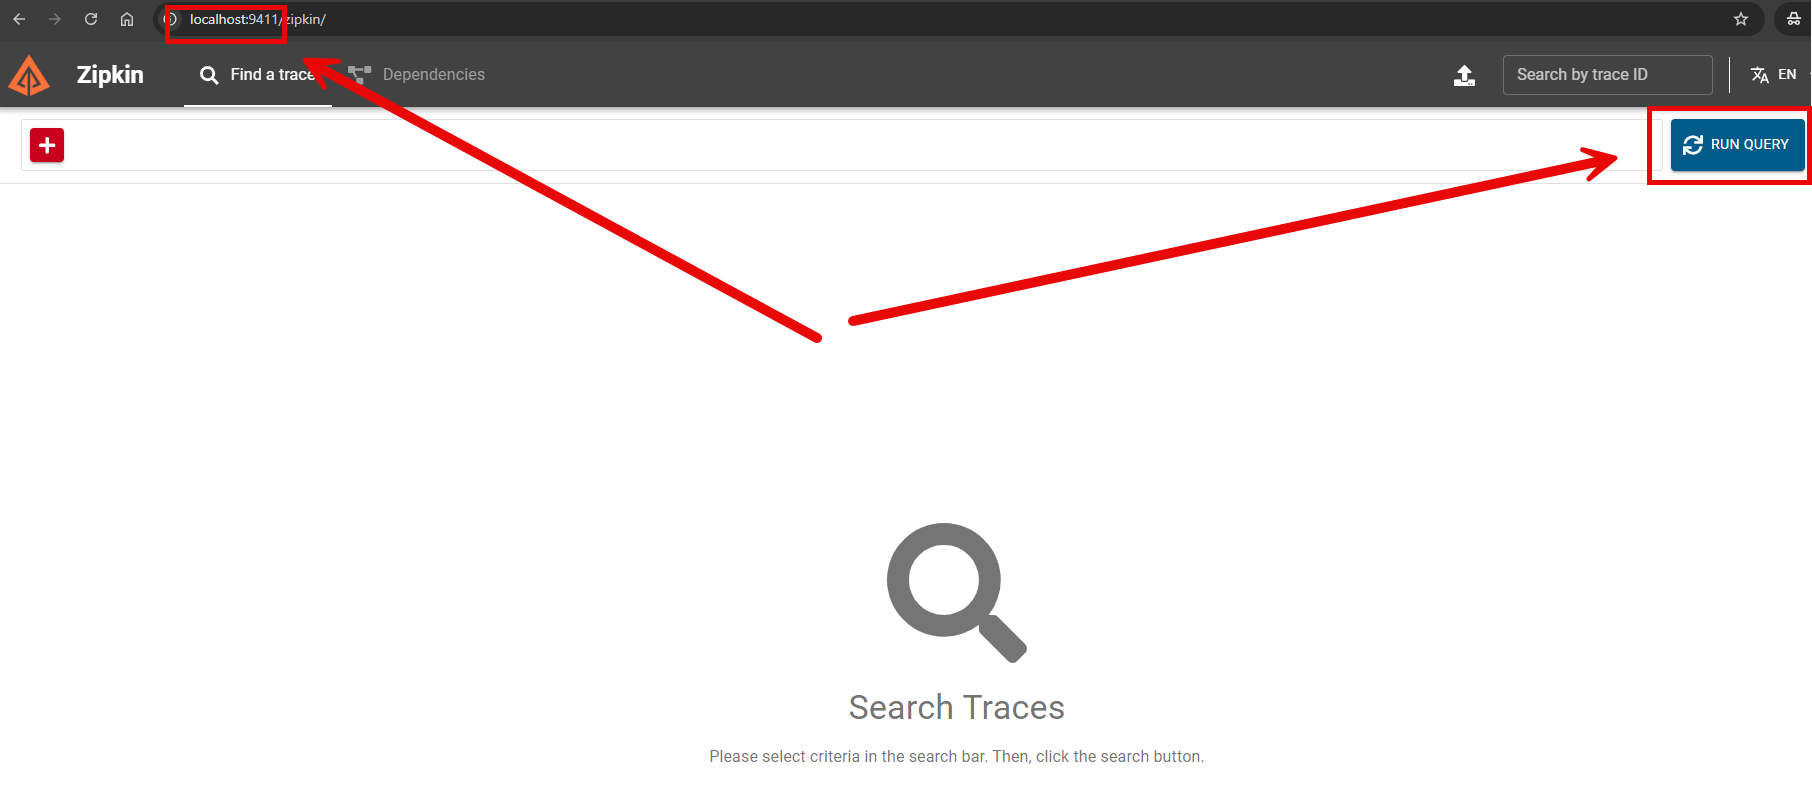 localhost:9411/zipkin/
Zipkin
Find a trace
Dependencies
Search by trace ID
EN
RUN QUERY
Search Traces
Please select criteria in the search bar. Then, click the search button.